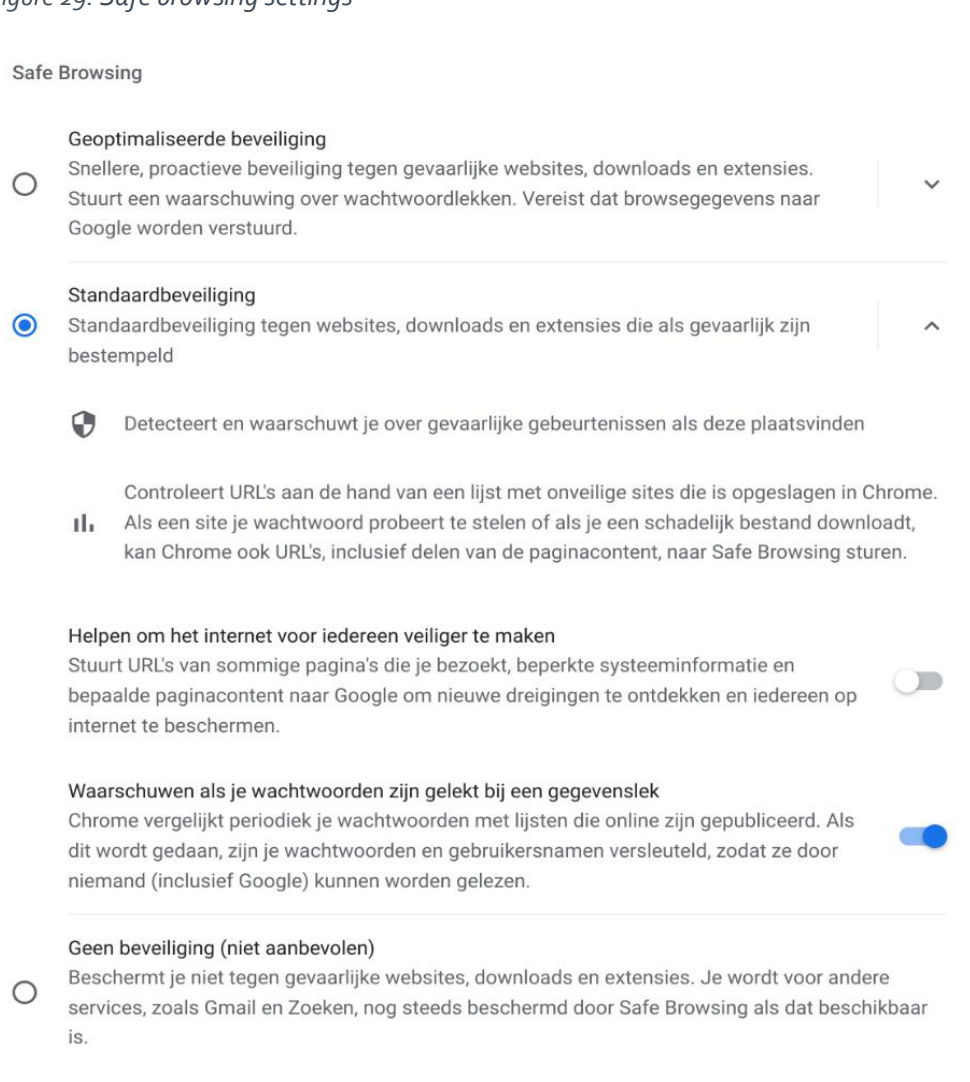 Figure 29: Safe browsing settings
Safe Browsing
Geoptimaliseerde beveiliging
Snellere, proactieve beveiliging tegen gevaarlijke websites, downloads en extensies.
Stuurt een waarschuwing over wachtwoordlekken. Vereist dat browsegegevens naar
Google worden verstuurd.
Standaardbeveiliging
Standaardbeveiliging tegen websites, downloads en extensies die als gevaarlijk zijn
bestempeld
Detecteert en waarschuwt je over gevaarlijke gebeurtenissen als deze plaatsvinden
Controleert URL's aan de hand van een lijst met onveilige sites die is opgeslagen in Chrome.
Als een site je wachtwoord probeert te stelen of als je een schadelijk bestand downloadt,
kan Chrome ook URL's, inclusief delen van de paginacontent, naar Safe Browsing sturen.
Helpen om het internet voor iedereen veiliger te maken
Stuurt URL's van sommige pagina's die je bezoekt, beperkte systeeminformatie en
bepaalde paginacontent naar Google om nieuwe dreigingen te ontdekken en iedereen op
internet te beschermen.
Waarschuwen als je wachtwoorden zijn gelekt bij een gegevenslek
Chrome vergelijkt periodiek je wachtwoorden met lijsten die online zijn gepubliceerd. Als
dit wordt gedaan, zijn je wachtwoorden en gebruikersnamen versleuteld, zodat ze door
niemand (inclusief Google) kunnen worden gelezen.
Geen beveiliging (niet aanbevolen)
Beschermt je niet tegen gevaarlijke websites, downloads en extensies. Je wordt voor andere
services, zoals Gmail en Zoeken, nog steeds beschermd door Safe Browsing als dat beschikbaar
is.